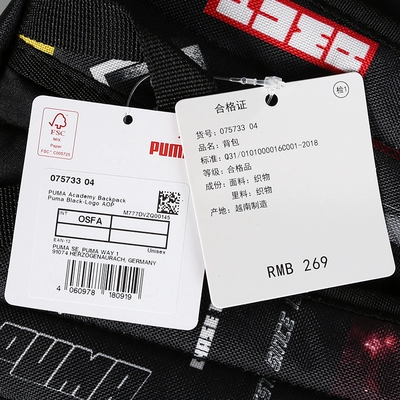 FSC
MIX
Paper
FSC® C005725
PUMA
075733 04
PUMA Academy Backpack
Puma Black-Logo AOP
INT
OSFA
M777DVZQ00145
EAN-13
Unisex
PUMA SE, PUMA WAY 1
91074 HERZOGENAURACH, GERMANY
4 060978 180919
合格证
检1
货号: 075733 04
品名: 背包
标准: Q31/0101000016C001-2018
等级: 合格品
成份: 面料: 织物
里料: 织物
产地: 越南制造
RMB 269
PUMA